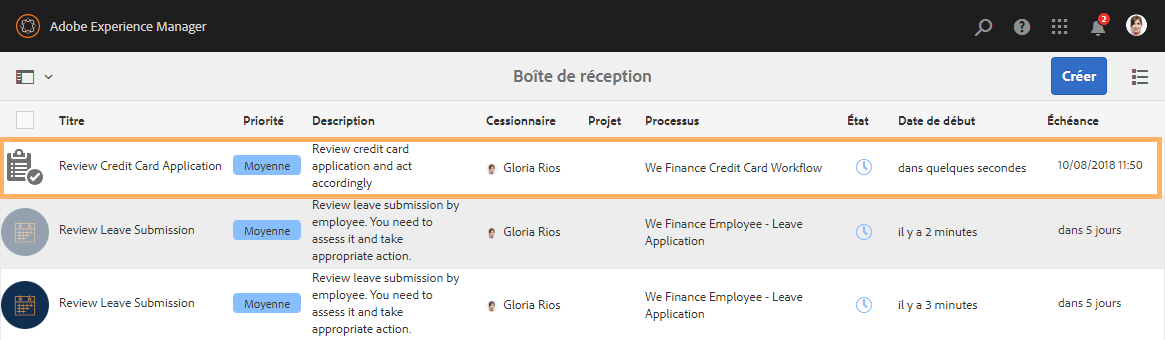 Adobe Experience Manager
2
Boîte de réception
Créer
Titre Priorité Description Cessionnaire Projet Processus État Date de début Échéance
Review credit card
Review Credit Card Application Moyenne application and act Gloria Rios We Finance Credit Card Workflow dans quelques secondes 10/08/2018 11:50
accordingly
Review leave submission by
Review Leave Submission Moyenne employee. You need to Gloria Rios We Finance Employee - Leave il y a 2 minutes dans 5 jours
assess it and take Application
appropriate action.
Review leave submission by
Review Leave Submission Moyenne employee. You need to Gloria Rios We Finance Employee - Leave il y a 3 minutes dans 5 jours
assess it and take Application
appropriate action.